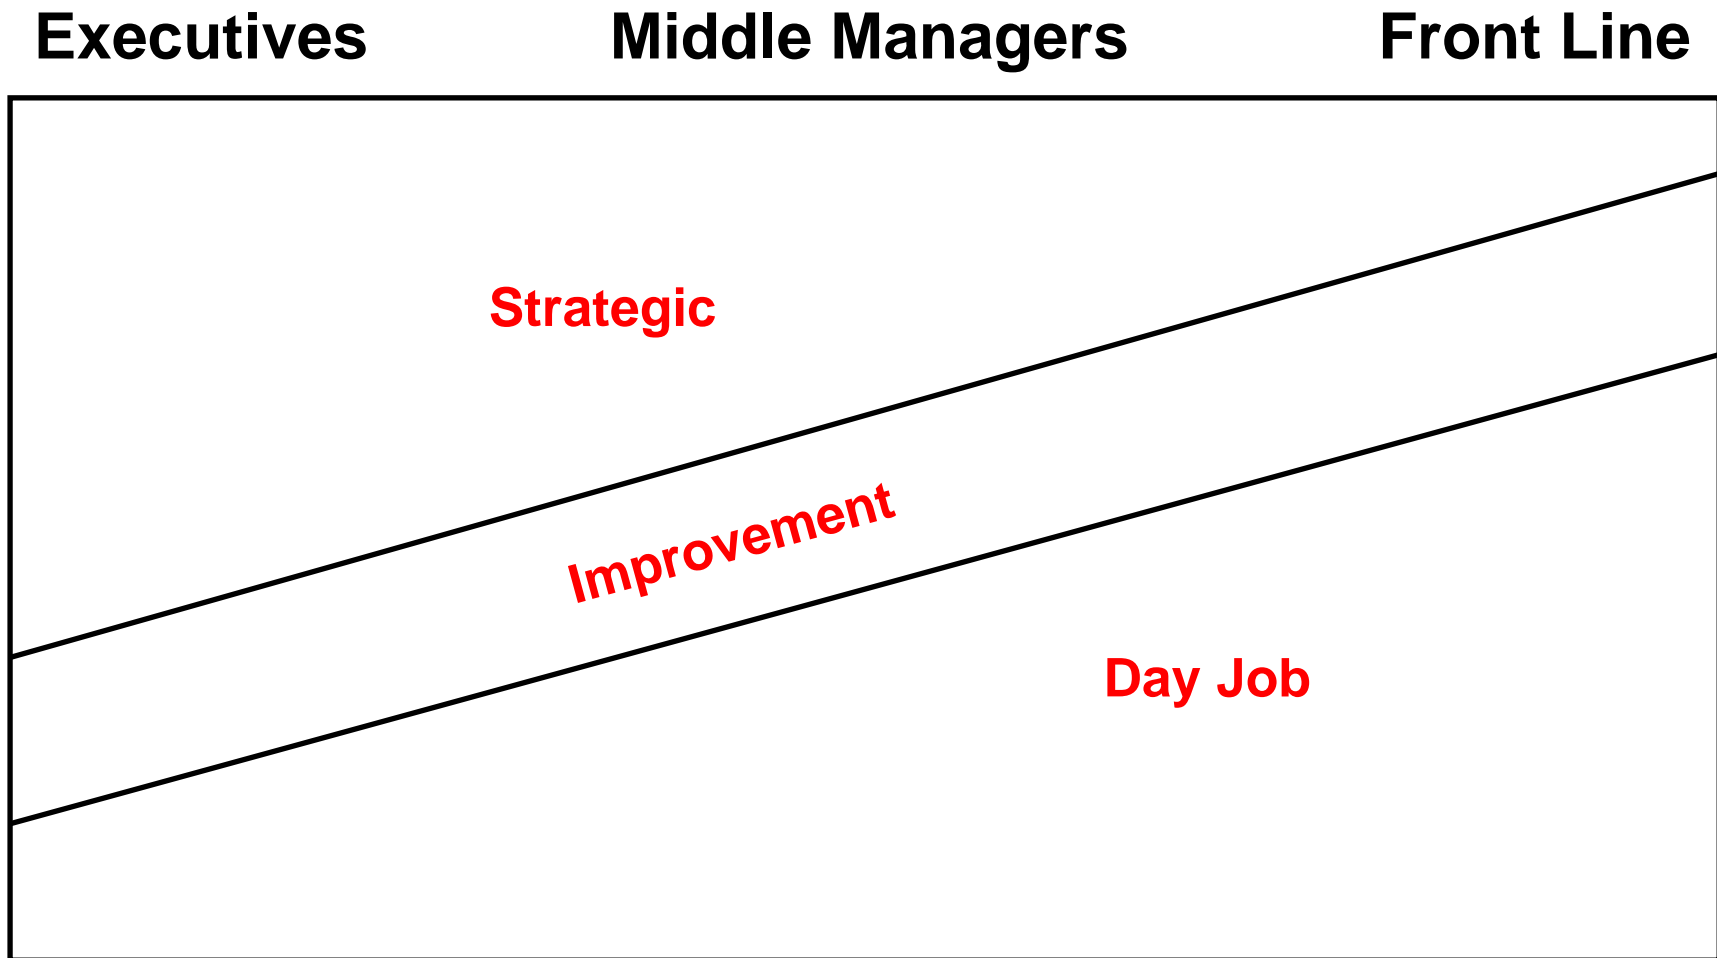 Executives Middle Managers Front Line
Strategic
Improvement
Day Job